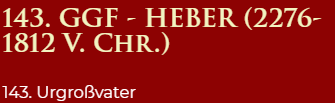 143. GGF - HEBER (2276-
1812 V. CHR.)
143. Urgroßvater